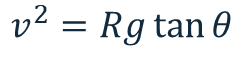 v² = Rg tan θ